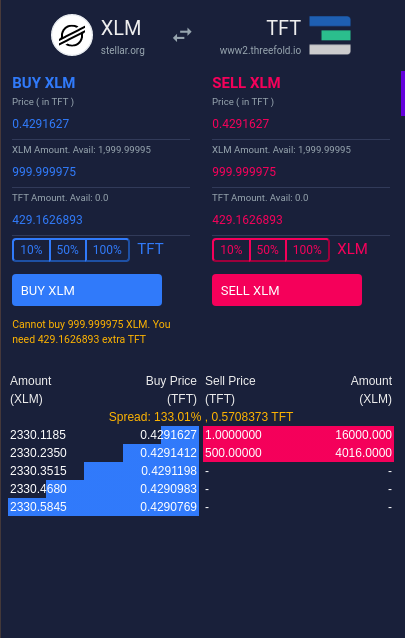 XLM
stellar.org
TFT
www2.threefold.io
BUY XLM
Price ( in TFT )
0.4291627
XLM Amount. Avail: 1,999.99995
999.999975
TFT Amount. Avail: 0.0
429.1626893
10% 50% 100% TFT
BUY XLM
Cannot buy 999.999975 XLM. You
need 429.1626893 extra TFT
SELL XLM
Price ( in TFT )
0.4291627
XLM Amount. Avail: 1,999.99995
999.999975
TFT Amount. Avail: 0.0
429.1626893
10% 50% 100% XLM
SELL XLM
Amount Buy Price Sell Price Amount
(XLM) (TFT) (TFT) (XLM)
Spread: 133.01% , 0.5708373 TFT
2330.1185 0.4291627 1.0000000 16000.000
2330.2350 0.4291412 500.00000 4016.0000
2330.3515 0.4291198 - -
2330.4680 0.4290983 - -
2330.5845 0.4290769 - -